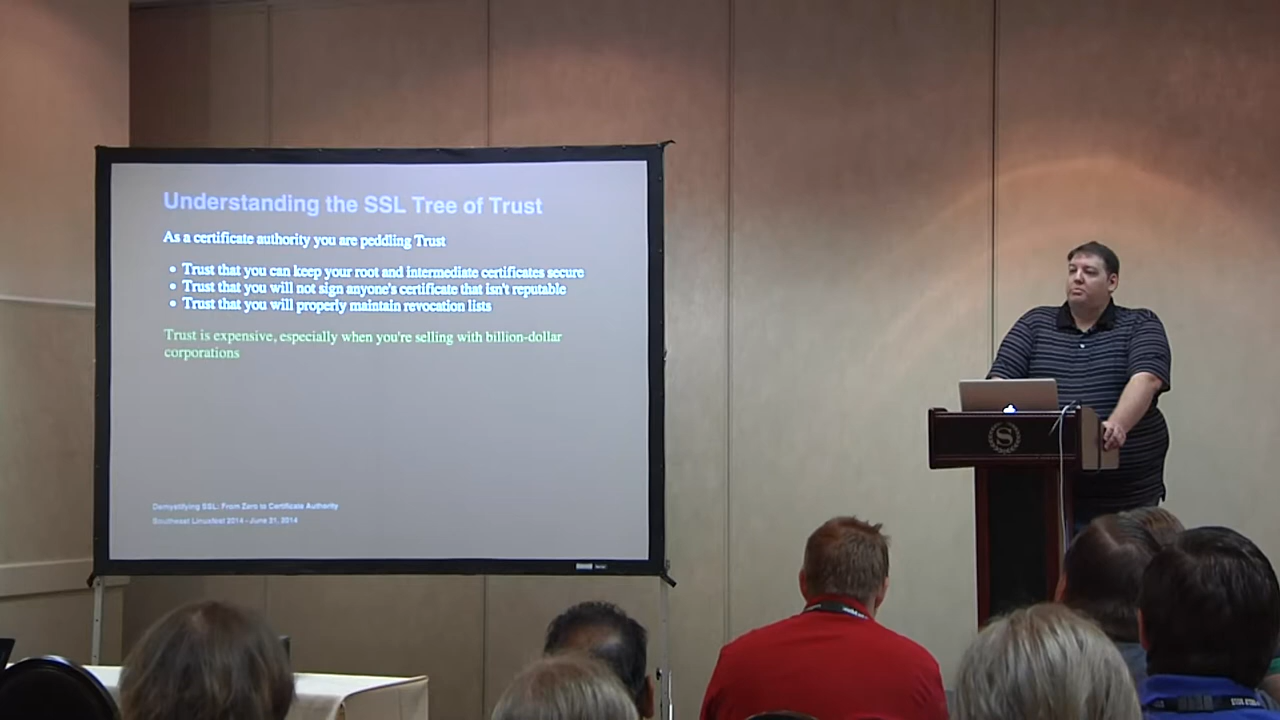 Understanding the SSL Tree of Trust
As a certificate authority you are peddling Trust
• Trust that you can keep your root and intermediate certificates secure
• Trust that you will not sign anyone's certificate that isn't reputable
• Trust that you will properly maintain revocation lists
Trust is expensive, especially when you're selling with billion-dollar
corporations
Demystifying SSL: From Zero to Certificate Authority
Southeast Linuxfest 2014 - June 21, 2014
S